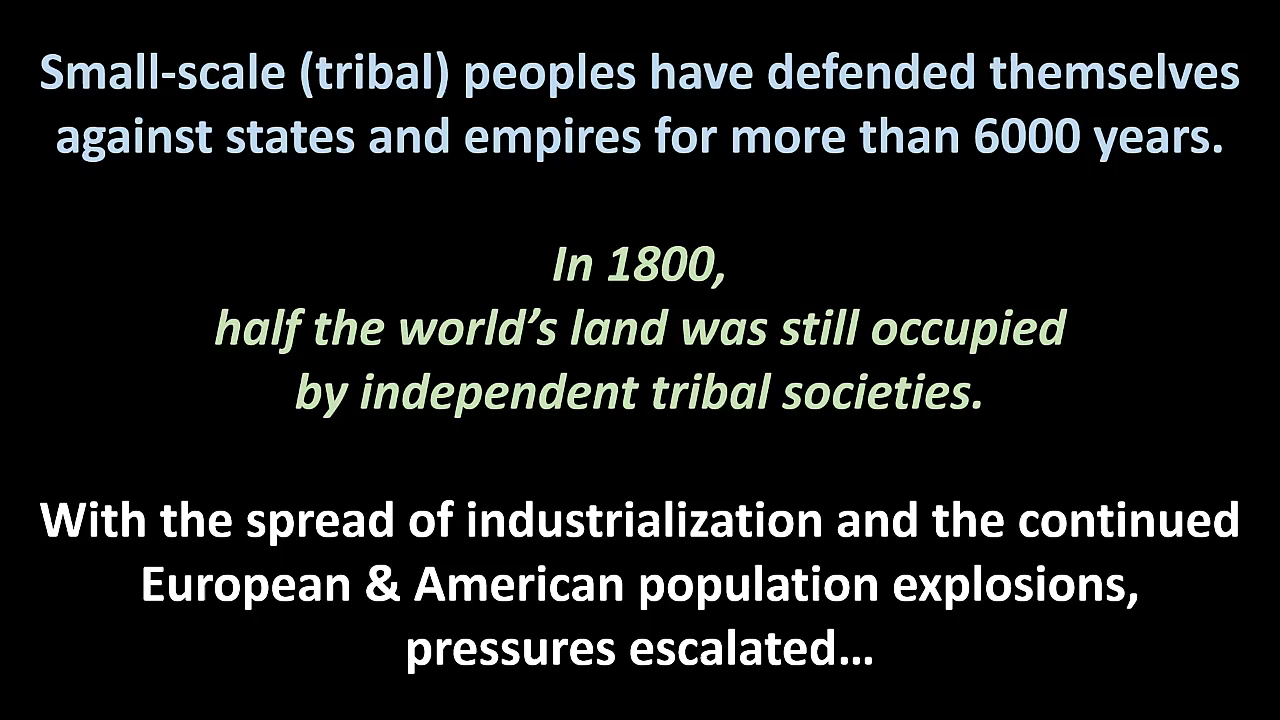 Small-scale (tribal) peoples have defended themselves
against states and empires for more than 6000 years.
In 1800,
half the world’s land was still occupied
by independent tribal societies.
With the spread of industrialization and the continued
European & American population explosions,
pressures escalated…